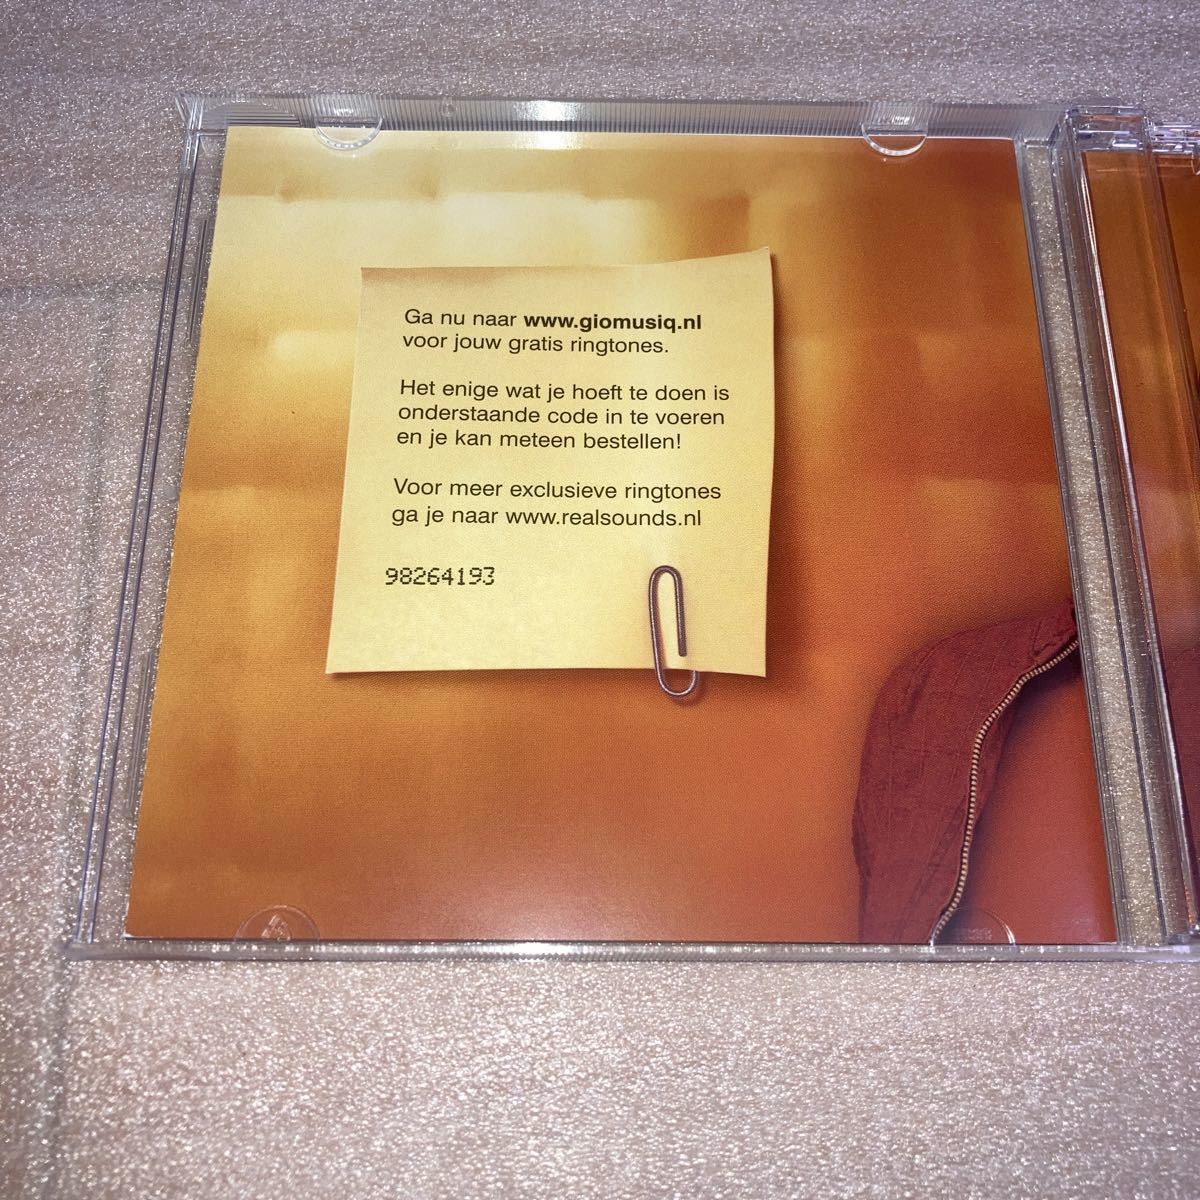 Ga nu naar www.giomusiq.nl
voor jouw gratis ringtones.
Het enige wat je hoeft te doen is
onderstaande code in te voeren
en je kan meteen bestellen!
Voor meer exclusieve ringtones
ga je naar www.realsounds.nl
98264193